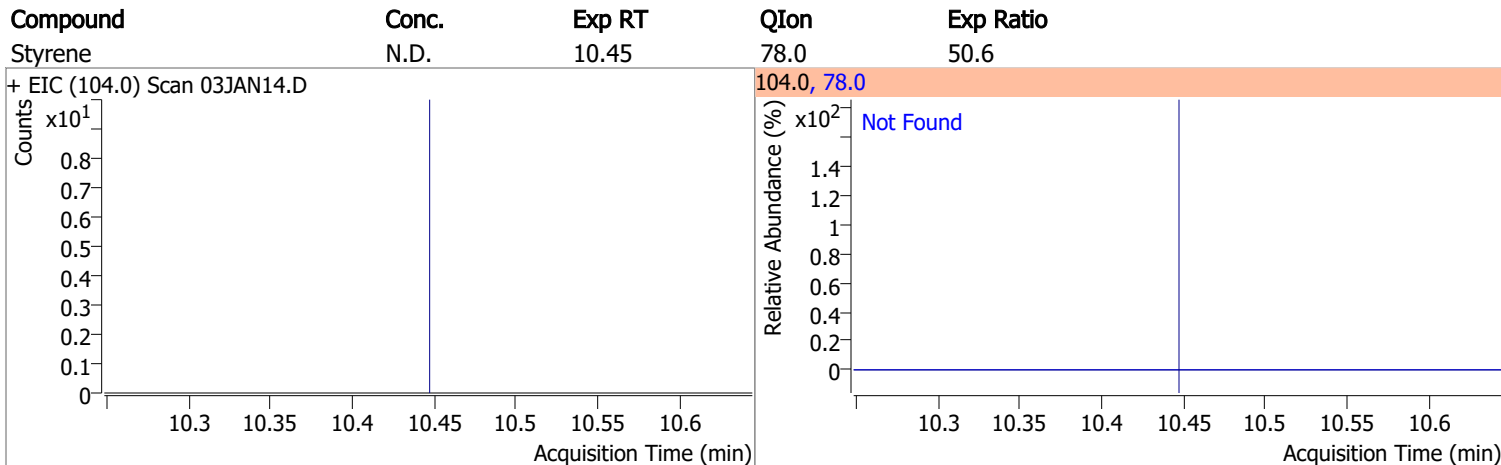 Compound Conc. Exp RT QIon Exp Ratio
Styrene N.D. 10.45 78.0 50.6
+ EIC (104.0) Scan 03JAN14.D
Counts
x10^1
0.8
0.7
0.6
0.5
0.4
0.3
0.2
0.1
0
10.3 10.35 10.4 10.45 10.5 10.55 10.6
Acquisition Time (min)
104.0, 78.0
Relative Abundance (%)
x10^2
Not Found
1.4
1.2
1
0.8
0.6
0.4
0.2
0
10.3 10.35 10.4 10.45 10.5 10.55 10.6
Acquisition Time (min)